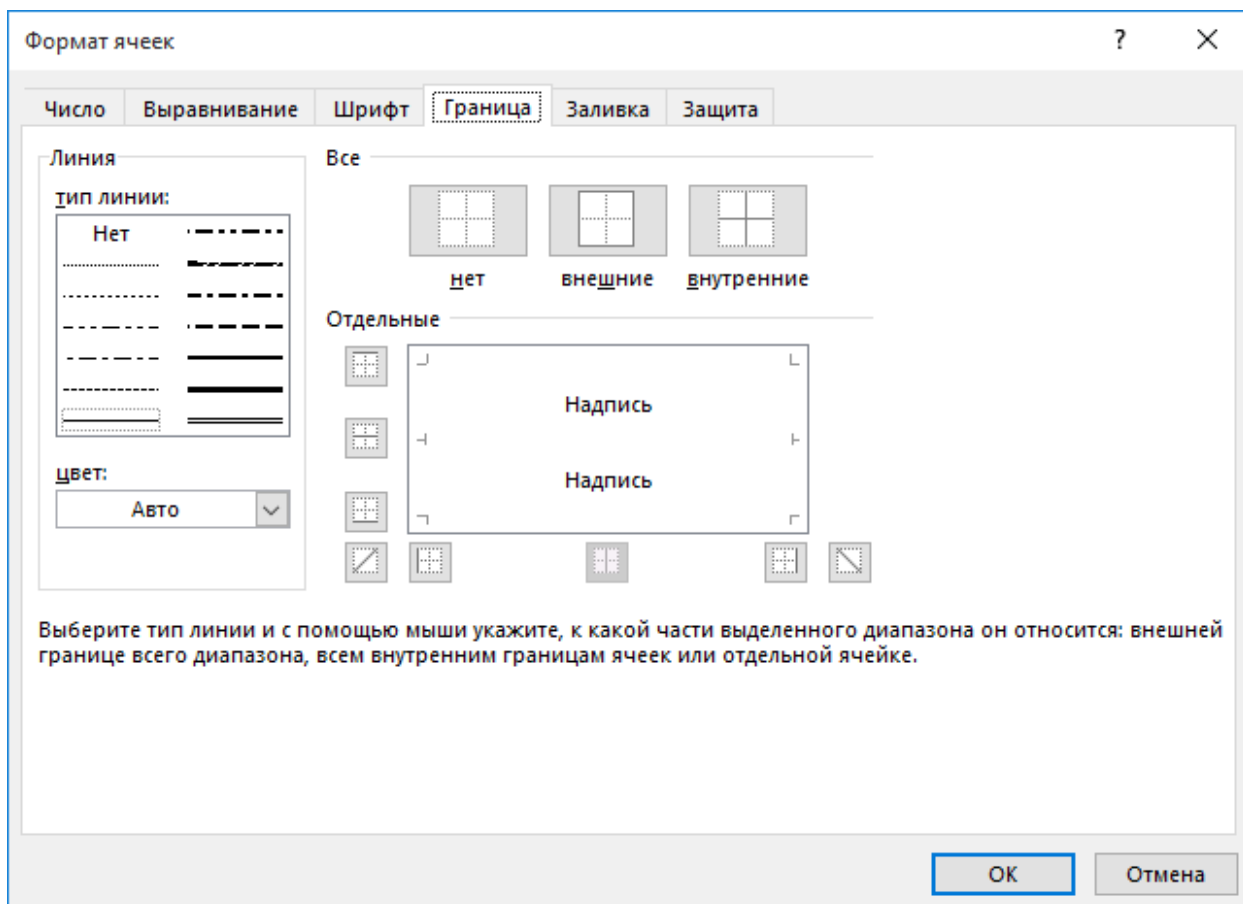 Формат ячеек
?
Число Выравнивание Шрифт Граница Заливка Защита
Линия
тип линии:
Нет
цвет:
Авто
Все
нет внешние внутренние
Отдельные
Надпись
Надпись
Выберите тип линии и с помощью мыши укажите, к какой части выделенного диапазона он относится: внешней
границе всего диапазона, всем внутренним границам ячеек или отдельной ячейке.
ОК Отмена